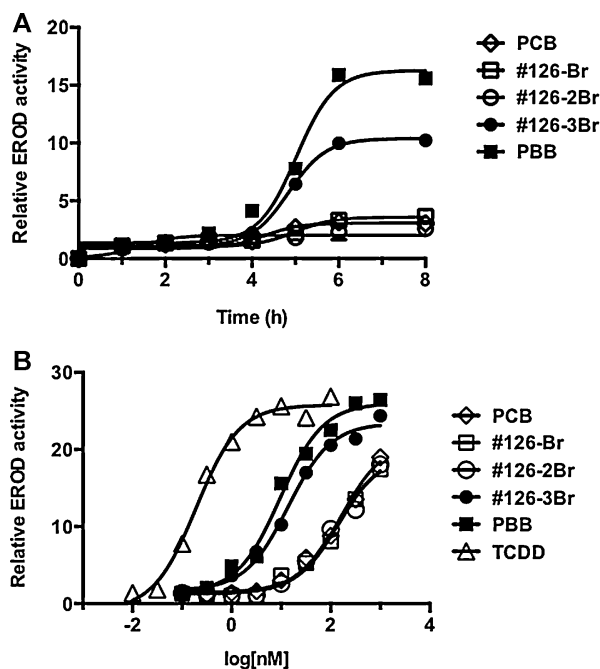 A
Relative EROD activity
20
15
10
5
0
0 2 4 6 8
Time (h)
PCB
#126-Br
#126-2Br
#126-3Br
PBB
B
Relative EROD activity
30
20
10
0
-2 0 2 4
log[nM]
PCB
#126-Br
#126-2Br
#126-3Br
PBB
TCDD